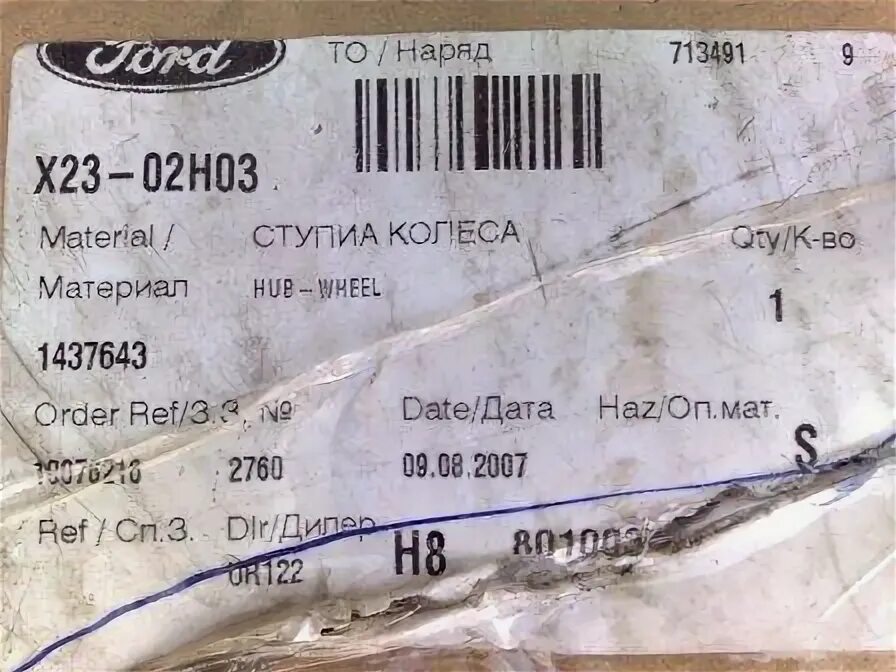 Ford
ТО / Наряд 713491 9
X23-02H03
Material / СТУПИА КОЛЕСА Qty/К-во
Материал HUB-WHEEL
1
1437643
Order Ref/З.З. № Date/Дата Haz/Оп.мат.
2760 09.08.2007 S
Ref / Сп.З. Dlr/Дилер
H8
0R122